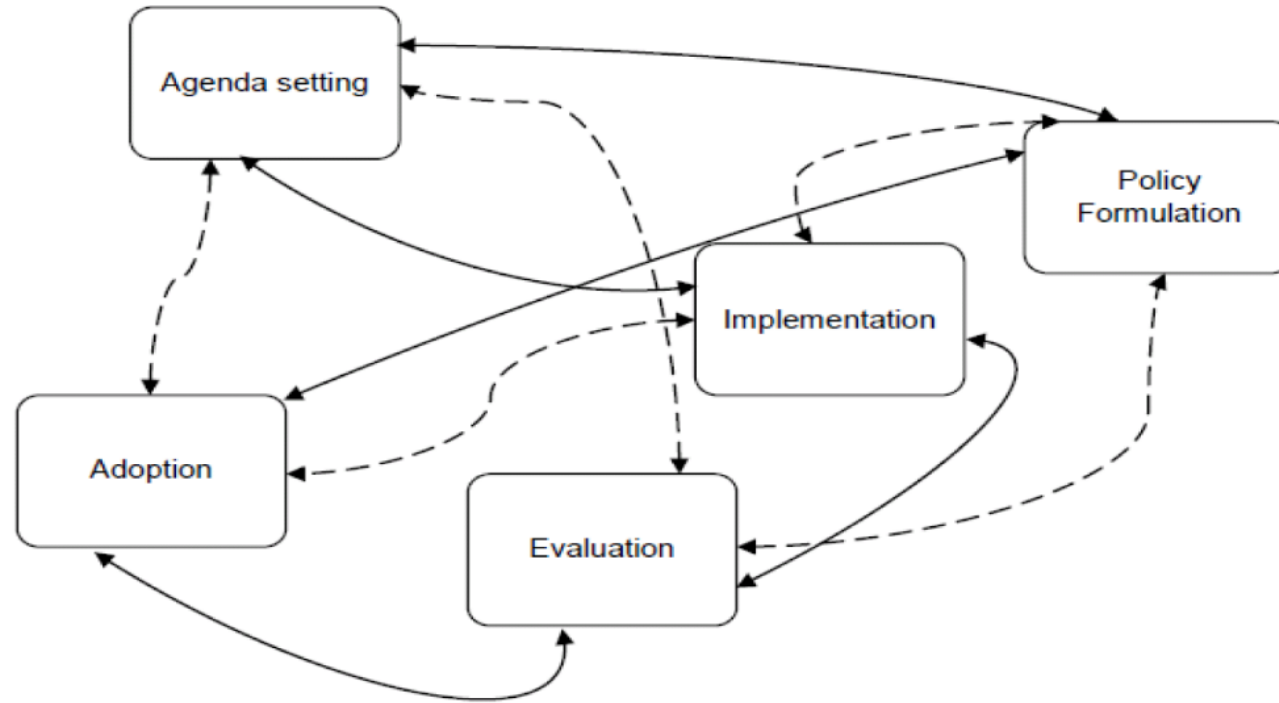 Agenda setting
Policy
Formulation
Implementation
Adoption
Evaluation